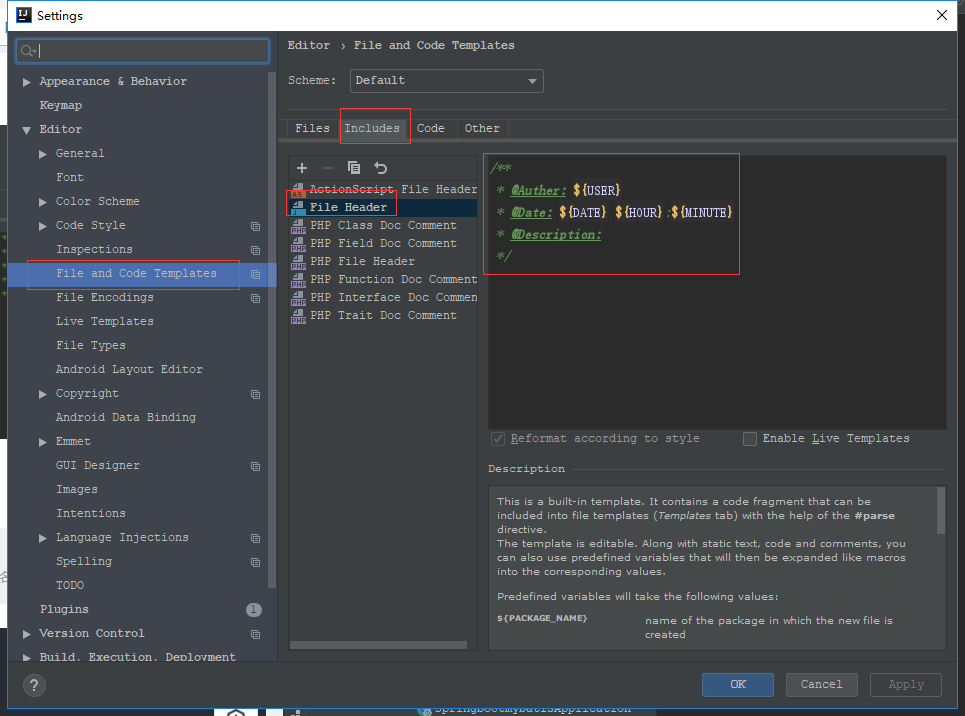 Settings
Appearance & Behavior
Keymap
Editor
General
Font
Color Scheme
Code Style
Inspections
File and Code Templates
File Encodings
Live Templates
File Types
Android Layout Editor
Copyright
Android Data Binding
Emmet
GUI Designer
Images
Intentions
Language Injections
Spelling
TODO
Plugins 1
Version Control
Build, Execution, Deployment
Editor › File and Code Templates
Scheme: Default
Files Includes Code Other
ActionScript File Header
File Header
PHP Class Doc Comment
PHP Field Doc Comment
PHP File Header
PHP Function Doc Comment
PHP Interface Doc Commen
PHP Trait Doc Comment
/**
* @Auther: ${USER}
* @Date: ${DATE} ${HOUR}:${MINUTE}
* @Description:
*/
Reformat according to style Enable Live Templates
Description
This is a built-in template. It contains a code fragment that can be
included into file templates (Templates tab) with the help of the #parse
directive.
The template is editable. Along with static text, code and comments, you
can also use predefined variables that will then be expanded like macros
into the corresponding values.
Predefined variables will take the following values:
${PACKAGE_NAME} name of the package in which the new file is
created
? OK Cancel Apply
SpringbootmybatisApplication